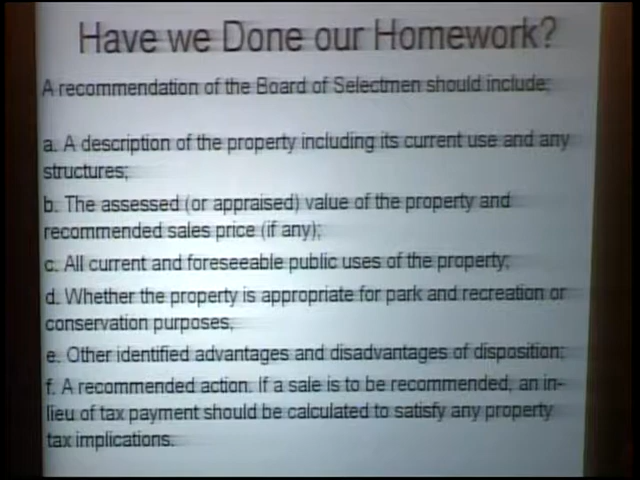 Have we Done our Homework?
A recommendation of the Board of Selectmen should include;
a. A description of the property including its current use and any
structures;
b. The assessed (or appraised) value of the property and
recommended sales price (if any);
c. All current and foreseeable public uses of the property;
d. Whether the property is appropriate for park and recreation or
conservation purposes;
e. Other identified advantages and disadvantages of disposition;
f. A recommended action. If a sale is to be recommended, an in-
lieu of tax payment should be calculated to satisfy any property
tax implications.